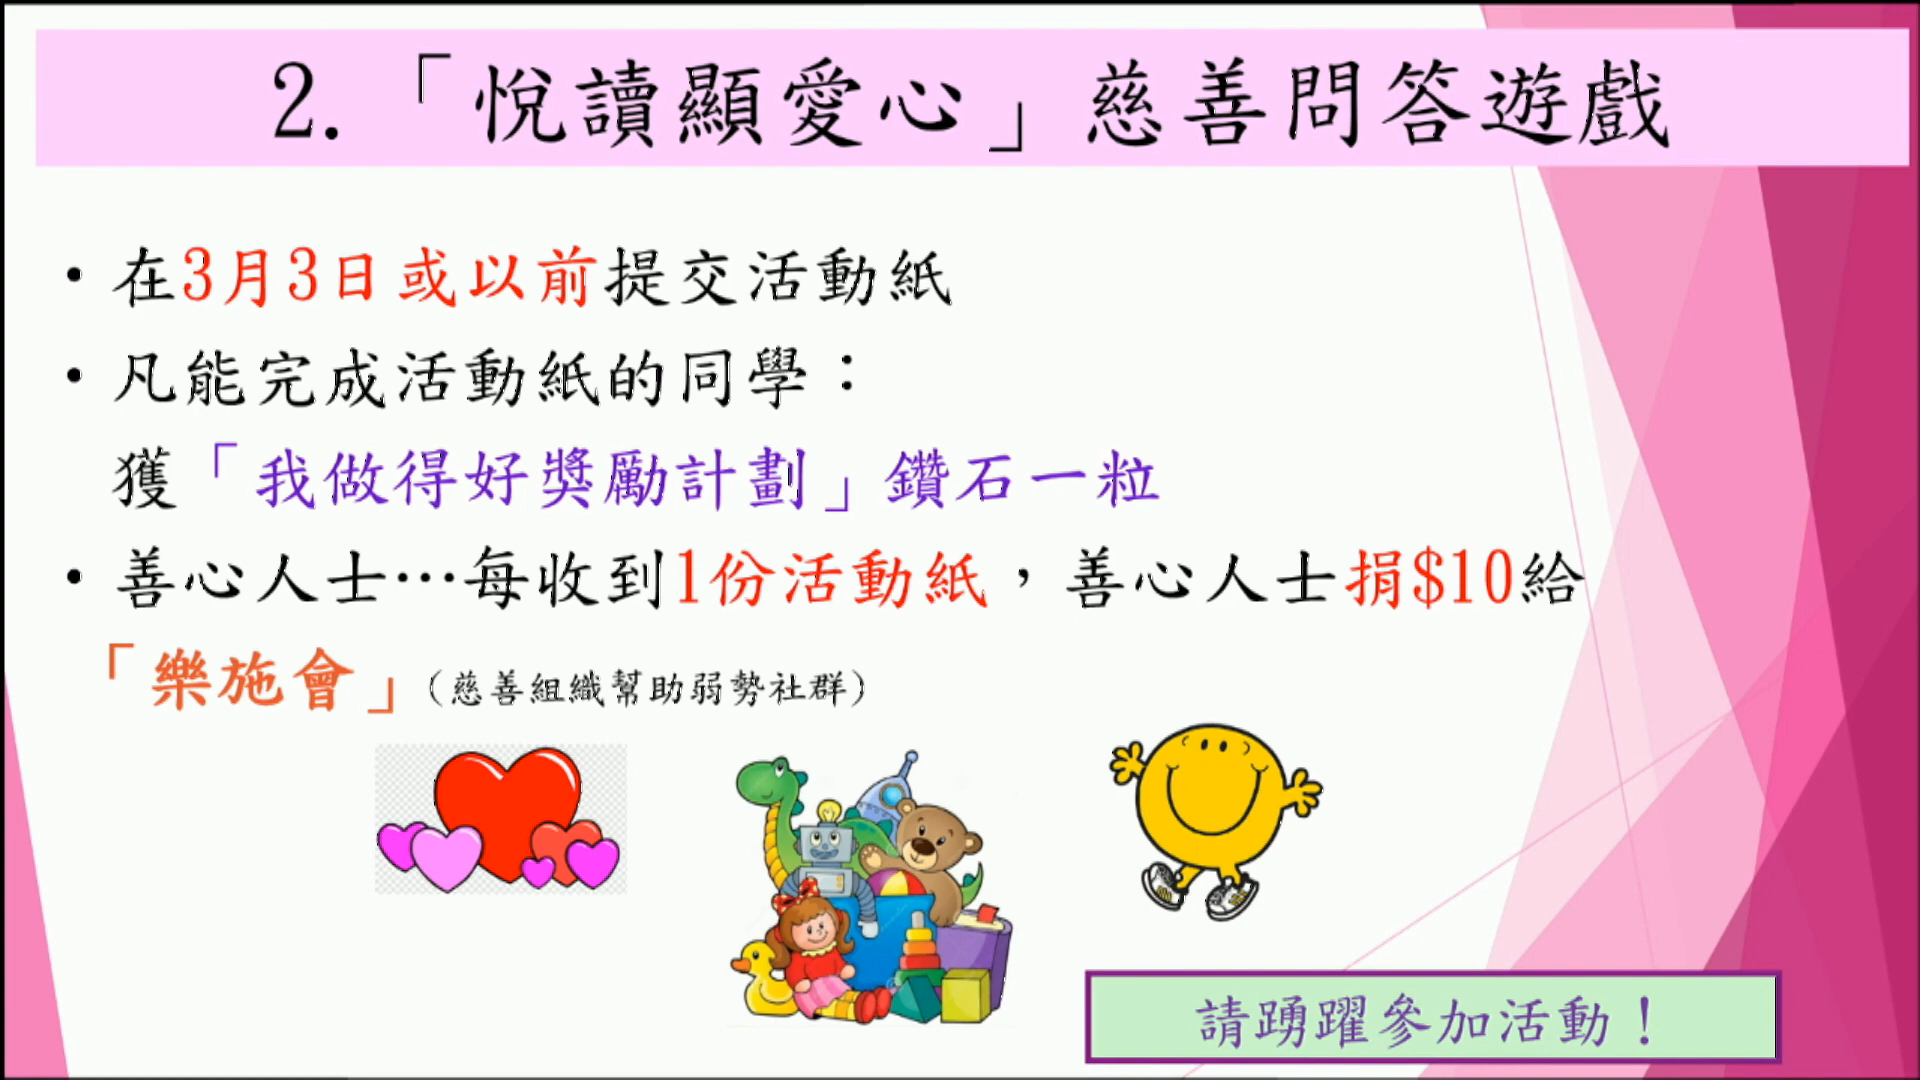 2.「悅讀顯愛心」慈善問答遊戲
• 在3月3日或以前提交活動紙
• 凡能完成活動紙的同學：
獲「我做得好獎勵計劃」鑽石一粒
• 善心人士…每收到1份活動紙，善心人士捐$10給
「樂施會」(慈善組織幫助弱勢社群)
請踴躍參加活動！